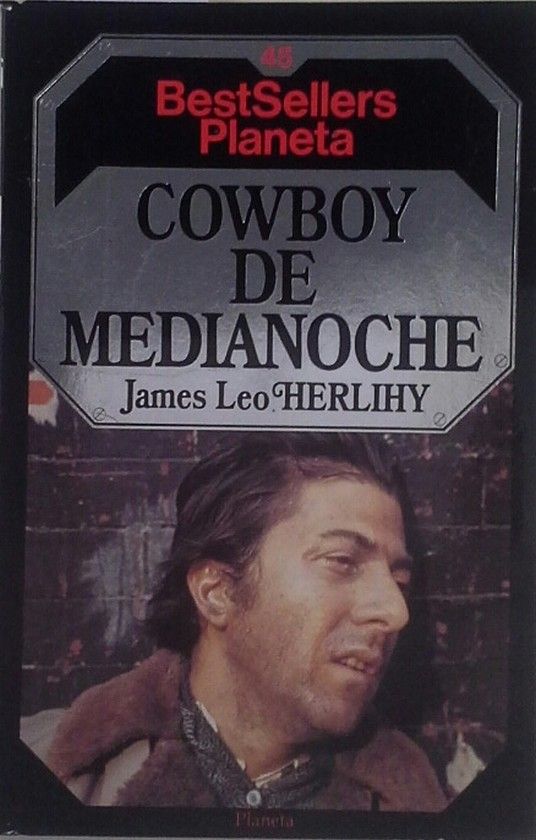 45
BestSellers
Planeta
COWBOY
DE
MEDIANOCHE
James Leo HERLIHY
Planeta